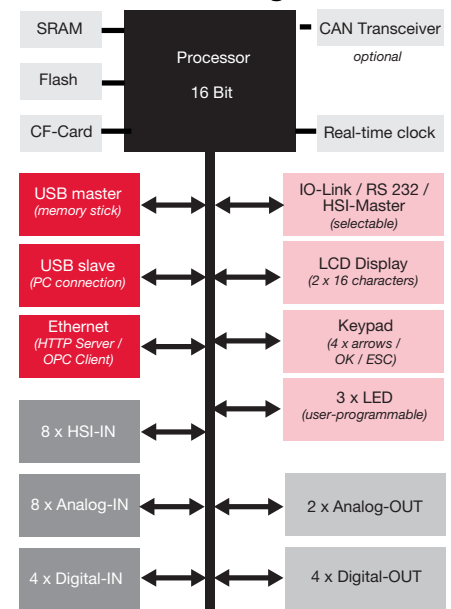 SRAM
CAN Transceiver
optional
Processor
16 Bit
Flash
CF-Card
Real-time clock
USB master
(memory stick)
IO-Link / RS 232 /
HSI-Master
(selectable)
USB slave
(PC connection)
LCD Display
(2 x 16 characters)
Ethernet
(HTTP Server /
OPC Client)
Keypad
(4 x arrows /
OK / ESC)
3 x LED
(user-programmable)
8 x HSI-IN
8 x Analog-IN
2 x Analog-OUT
4 x Digital-IN
4 x Digital-OUT